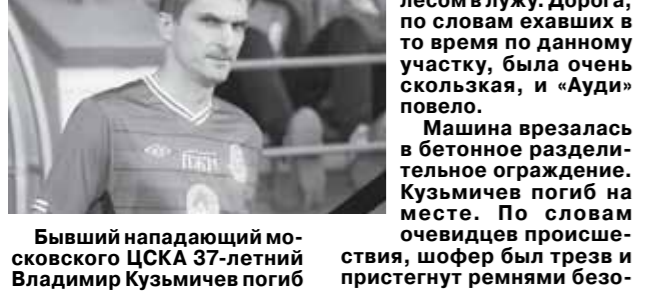 Бывший нападающий мо-
сковского ЦСКА 37-летний
Владимир Кузьмичев погиб
лесом в лужу. Дорога,
по словам ехавших в
то время по данному
участку, была очень
скользкая, и «Ауди»
повело.
Машина врезалась
в бетонное раздели-
тельное ограждение.
Кузьмичев погиб на
месте. По словам
очевидцев происше-
ствия, шофер был трезв и
пристегнут ремнями безо-